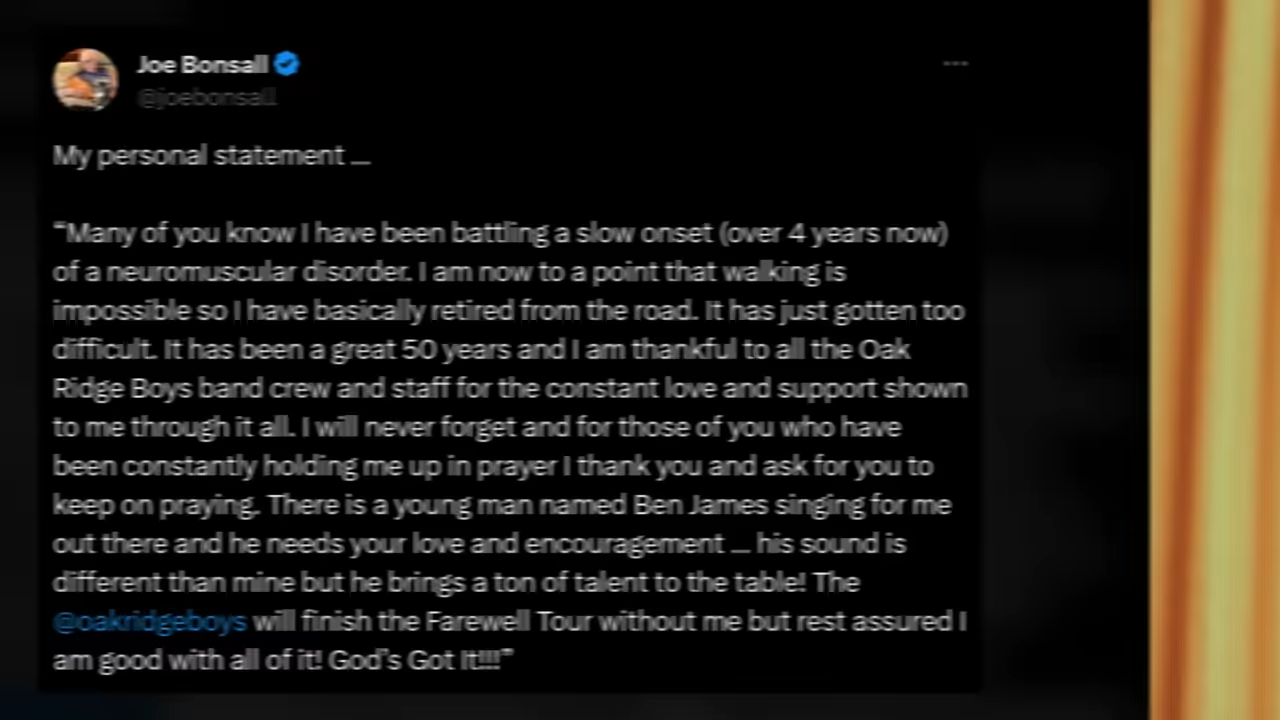 Joe Bonsall
@joebonsall
My personal statement ...
“Many of you know I have been battling a slow onset (over 4 years now)
of a neuromuscular disorder. I am now to a point that walking is
impossible so I have basically retired from the road. It has just gotten too
difficult. It has been a great 50 years and I am thankful to all the Oak
Ridge Boys band crew and staff for the constant love and support shown
to me through it all. I will never forget and for those of you who have
been constantly holding me up in prayer I thank you and ask for you to
keep on praying. There is a young man named Ben James singing for me
out there and he needs your love and encouragement ... his sound is
different than mine but he brings a ton of talent to the table! The
@oakridgeboys will finish the Farewell Tour without me but rest assured I
am good with all of it! God’s Got It!!!”